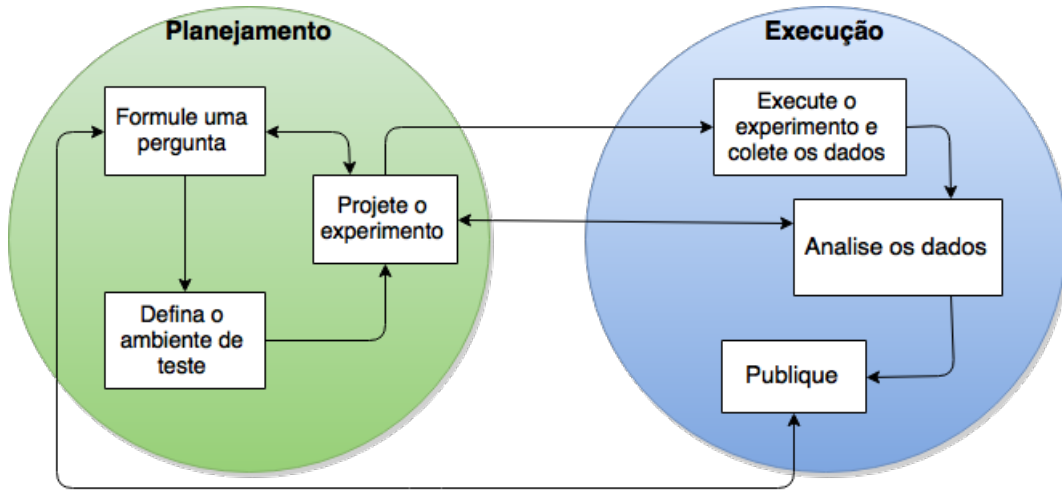 Planejamento
Formule uma
pergunta
Projete o
experimento
Defina o
ambiente de
teste
Execução
Execute o
experimento e
colete os dados
Analise os dados
Publique